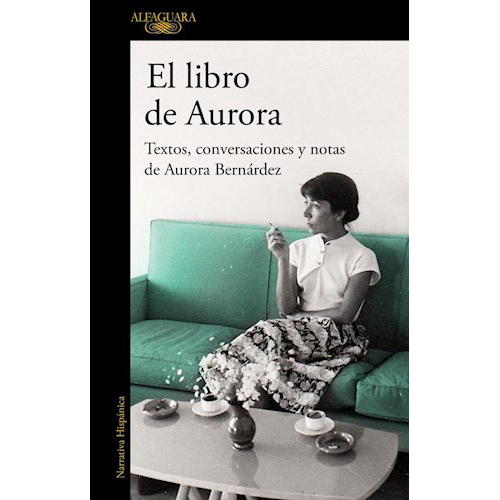 ALFAGUARA
El libro
de Aurora
Textos, conversaciones y notas
de Aurora Bernárdez
Narrativa Hispánica